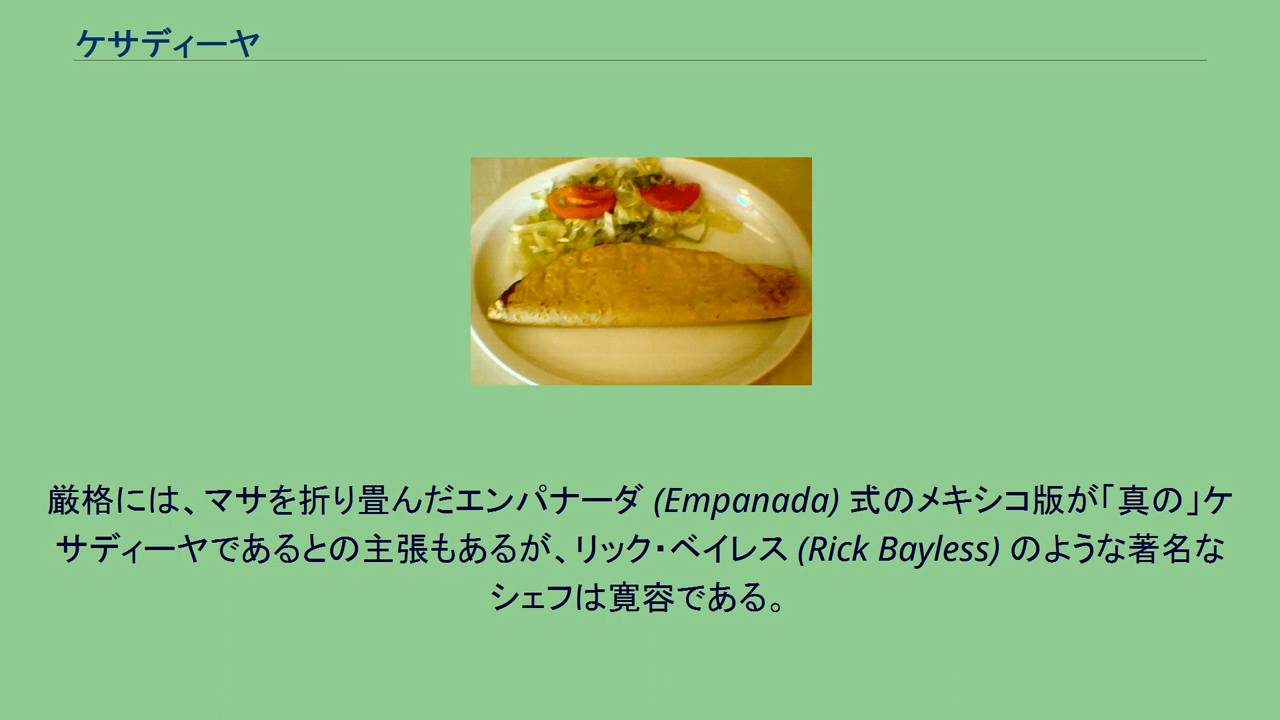 ケサディーヤ
厳格には、マサを折り畳んだエンパナーダ (Empanada) 式のメキシコ版が「真の」ケ
サディーヤであるとの主張もあるが、リック・ベイレス (Rick Bayless) のような著名な
シェフは寛容である。